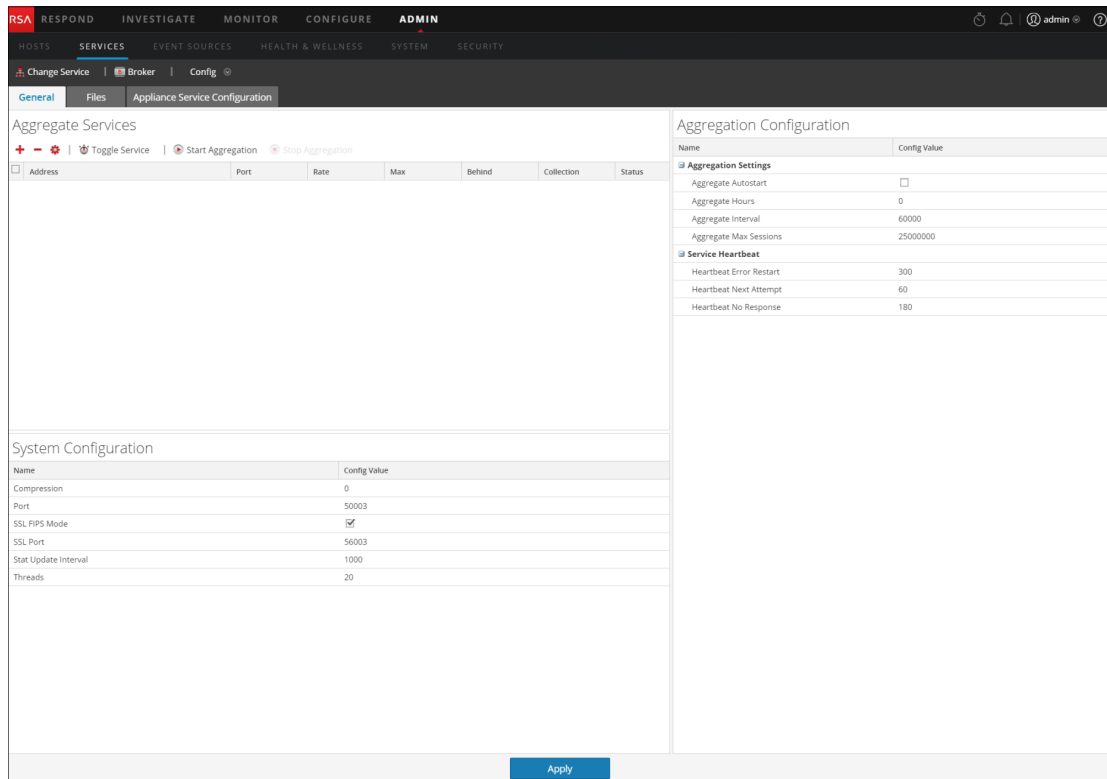 RSA RESPOND INVESTIGATE MONITOR CONFIGURE ADMIN admin ?
HOSTS SERVICES EVENT SOURCES HEALTH & WELLNESS SYSTEM SECURITY
Change Service | Broker | Config
General Files Appliance Service Configuration
Aggregate Services
Toggle Service | Start Aggregation Stop Aggregation
Address Port Rate Max Behind Collection Status
Aggregation Configuration
Name Config Value
Aggregation Settings
Aggregate Autostart
Aggregate Hours 0
Aggregate Interval 60000
Aggregate Max Sessions 25000000
Service Heartbeat
Heartbeat Error Restart 300
Heartbeat Next Attempt 60
Heartbeat No Response 180
System Configuration
Name Config Value
Compression 0
Port 50003
SSL FIPS Mode
SSL Port 56003
Stat Update Interval 1000
Threads 20
Apply